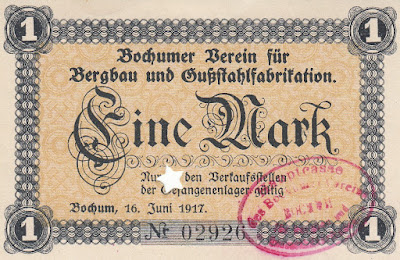 1 1
Bochumer Verein für
Bergbau und Gußstahlfabrikation.
Eine Mark
Nur den Verkaufsstellen
der Gefangenenlager gültig
Bochum, 16. Juni 1917.
1 № 02926 1